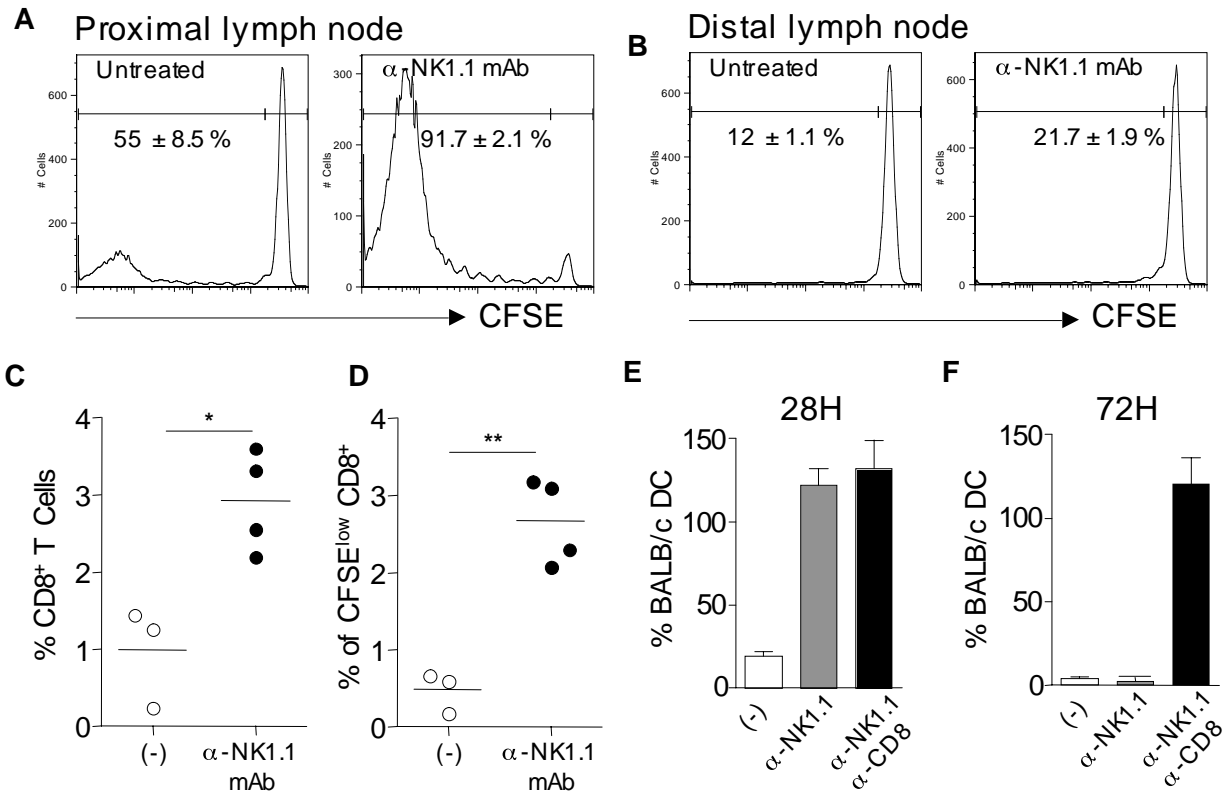 A
Proximal lymph node
Untreated
55 ± 8.5 %
# Cells
600
400
200
0
α-NK1.1 mAb
91.7 ± 2.1 %
# Cells
300
200
100
0
CFSE
B
Distal lymph node
Untreated
12 ± 1.1 %
# Cells
600
400
200
0
α-NK1.1 mAb
21.7 ± 1.9 %
# Cells
600
400
200
0
CFSE
C
% CD8⁺ T Cells
4
3
2
1
0
*
(-)
α-NK1.1
mAb
D
% of CFSE^low CD8⁺
4
3
2
1
0
**
(-)
α-NK1.1
mAb
E
28H
% BALB/c DC
150
100
50
0
(-)
α-NK1.1
α-NK1.1
α-CD8
F
72H
% BALB/c DC
150
100
50
0
(-)
α-NK1.1
α-NK1.1
α-CD8